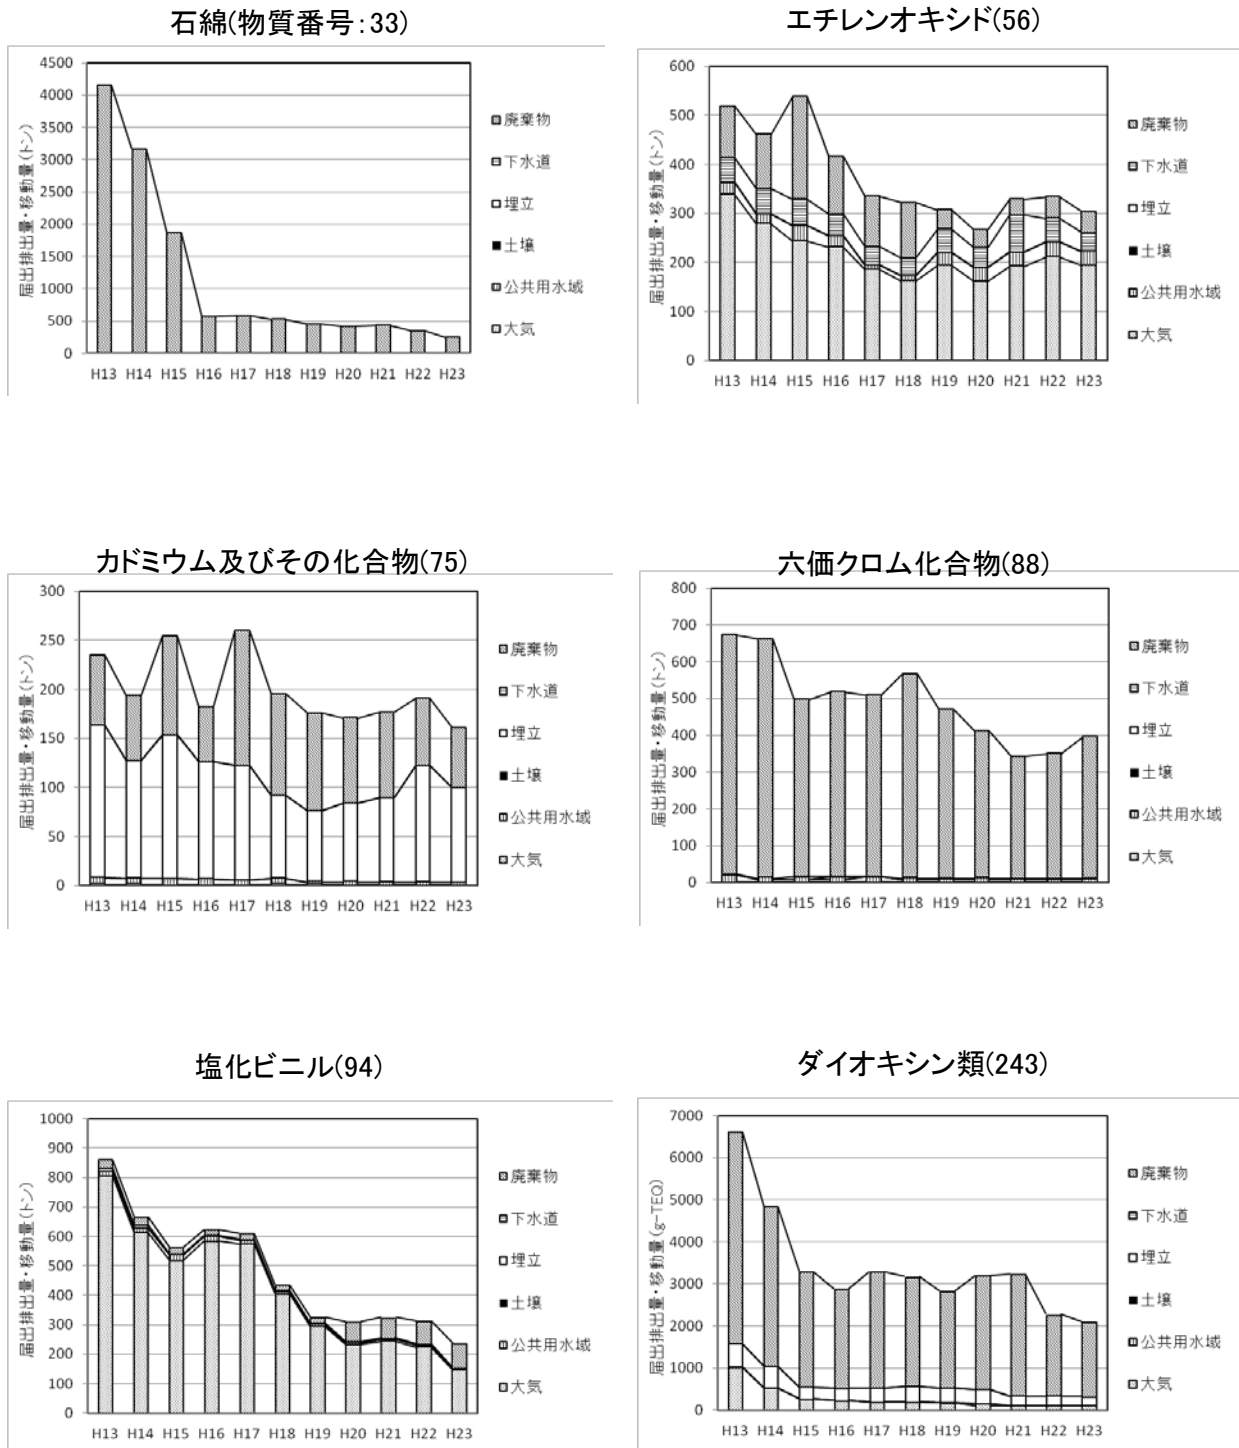 石綿(物質番号:33)
届出排出量・移動量(トン)
4500
4000
3500
3000
2500
2000
1500
1000
500
0
H13 H14 H15 H16 H17 H18 H19 H20 H21 H22 H23
廃棄物
下水道
埋立
土壌
公共用水域
大気
エチレンオキシド(56)
届出排出量・移動量(トン)
600
500
400
300
200
100
0
H13 H14 H15 H16 H17 H18 H19 H20 H21 H22 H23
廃棄物
下水道
埋立
土壌
公共用水域
大気
カドミウム及びその化合物(75)
届出排出量・移動量(トン)
300
250
200
150
100
50
0
H13 H14 H15 H16 H17 H18 H19 H20 H21 H22 H23
廃棄物
下水道
埋立
土壌
公共用水域
大気
六価クロム化合物(88)
届出排出量・移動量(トン)
800
700
600
500
400
300
200
100
0
H13 H14 H15 H16 H17 H18 H19 H20 H21 H22 H23
廃棄物
下水道
埋立
土壌
公共用水域
大気
塩化ビニル(94)
届出排出量・移動量(トン)
1000
900
800
700
600
500
400
300
200
100
0
H13 H14 H15 H16 H17 H18 H19 H20 H21 H22 H23
廃棄物
下水道
埋立
土壌
公共用水域
大気
ダイオキシン類(243)
届出排出量・移動量(g-TEQ)
7000
6000
5000
4000
3000
2000
1000
0
H13 H14 H15 H16 H17 H18 H19 H20 H21 H22 H23
廃棄物
下水道
埋立
土壌
公共用水域
大気